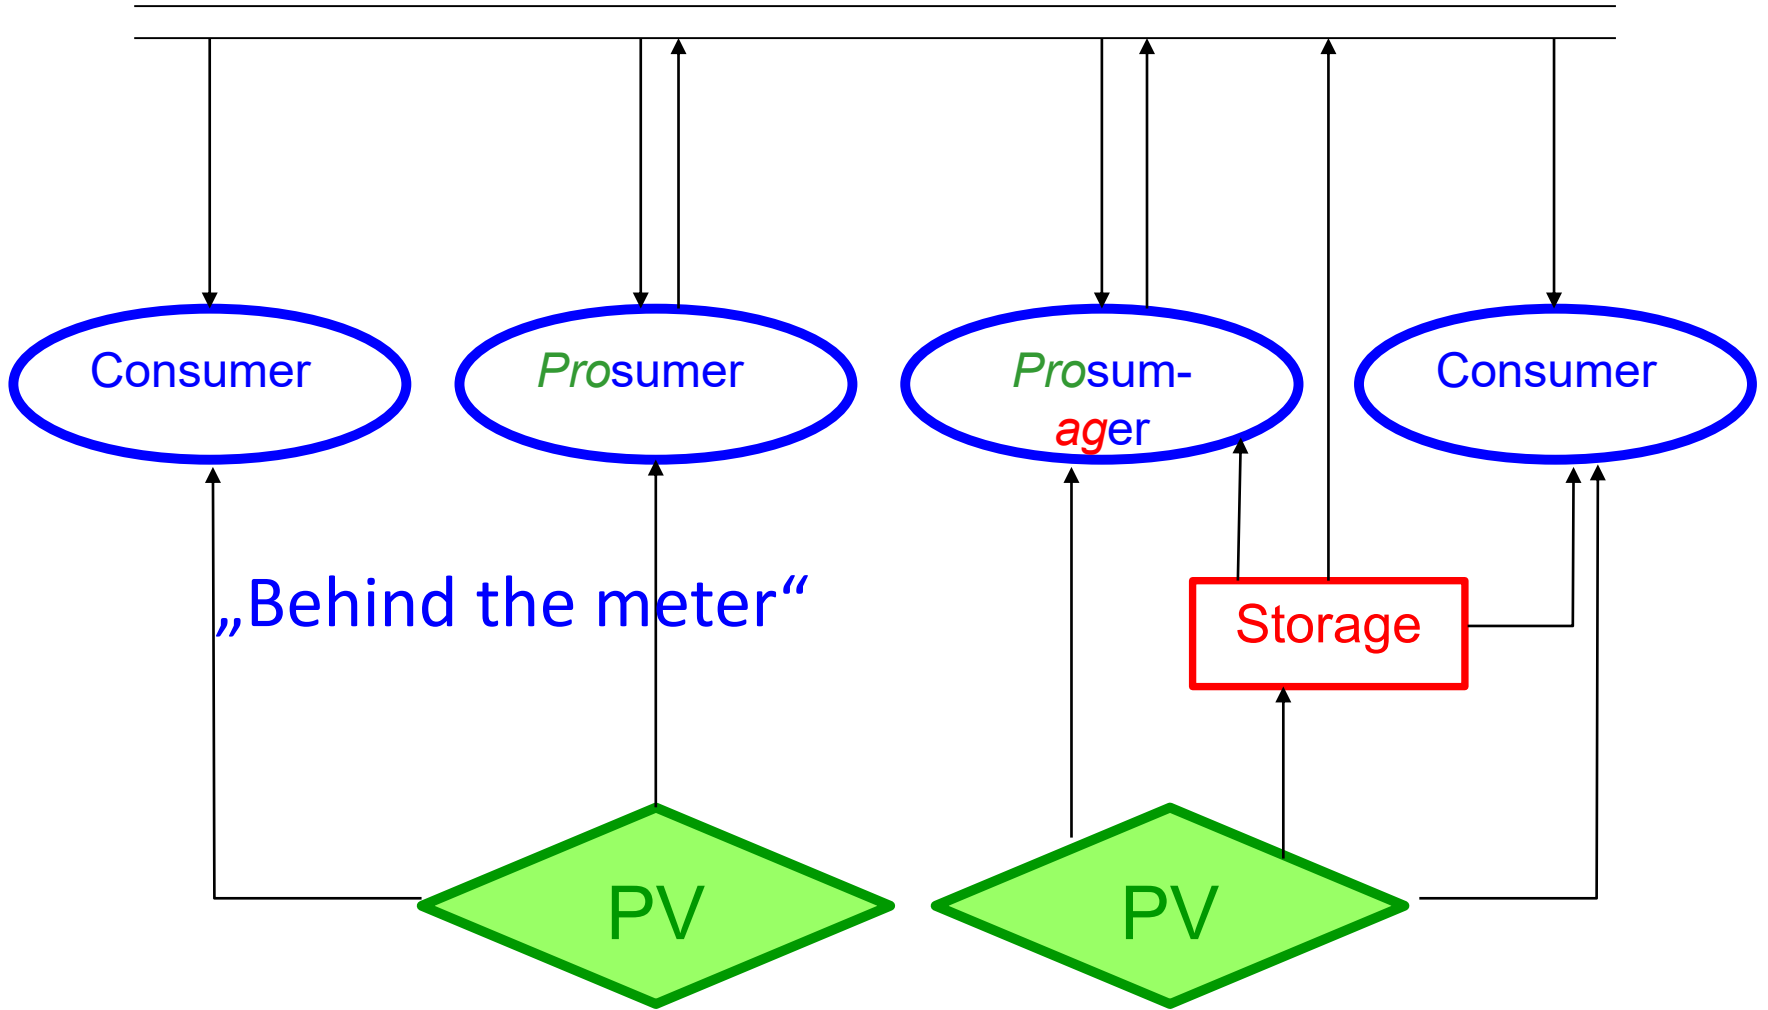 Consumer
Prosumer
Prosum-
ager
Consumer
„Behind the meter“
Storage
PV
PV